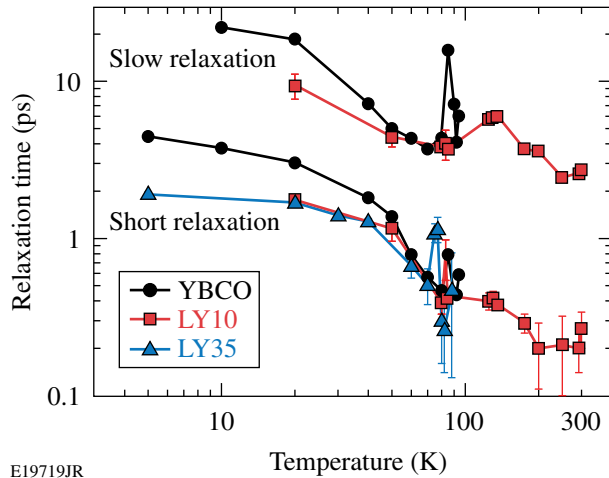 Slow relaxation
10
Relaxation time (ps)
Short relaxation
1
YBCO
LY10
LY35
0.1
10
100
300
Temperature (K)
E19719JR